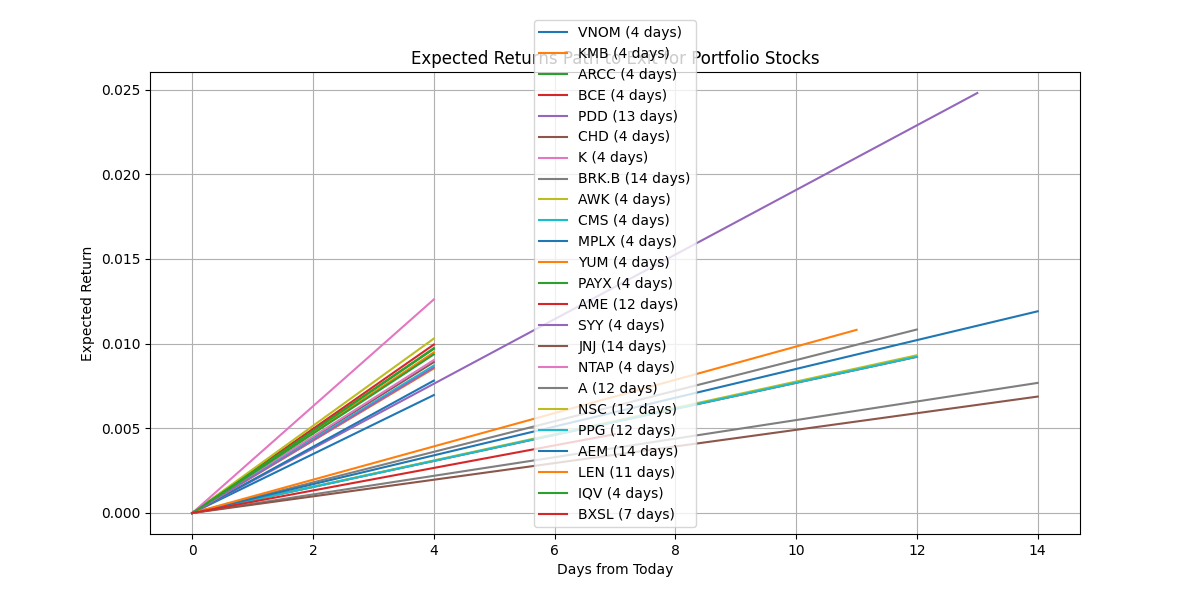 Expected Returns Path to Exit for Portfolio Stocks
VNOM (4 days)
KMB (4 days)
ARCC (4 days)
BCE (4 days)
PDD (13 days)
CHD (4 days)
K (4 days)
BRK.B (14 days)
AWK (4 days)
CMS (4 days)
MPLX (4 days)
YUM (4 days)
PAYX (4 days)
AME (12 days)
SYY (4 days)
JNJ (14 days)
NTAP (4 days)
A (12 days)
NSC (12 days)
PPG (12 days)
AEM (14 days)
LEN (11 days)
IQV (4 days)
BXSL (7 days)
Expected Return
0.025
0.020
0.015
0.010
0.005
0.000
0 2 4 6 8 10 12 14
Days from Today